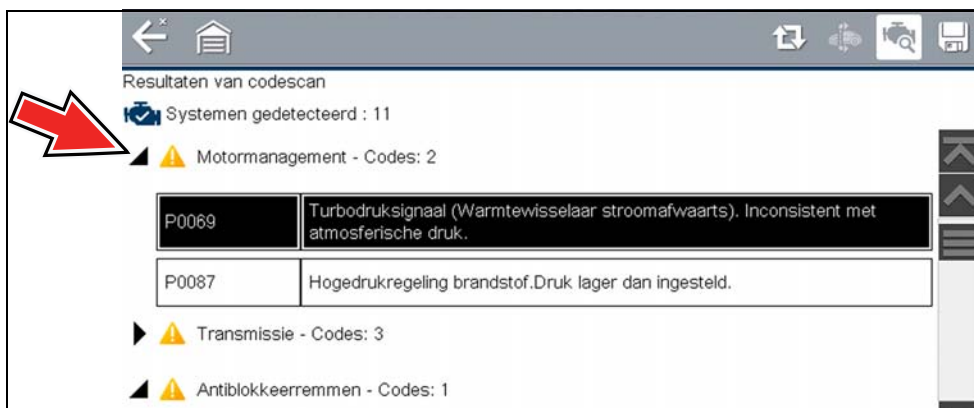 Resultaten van codescan
Systemen gedetecteerd : 11
Motormanagement - Codes: 2
P0069
Turbodruksignaal (Warmtewisselaar stroomafwaarts). Inconsistent met
atmosferische druk.
P0087
Hogedrukregeling brandstof.Druk lager dan ingesteld.
Transmissie - Codes: 3
Antiblokkeerremmen - Codes: 1